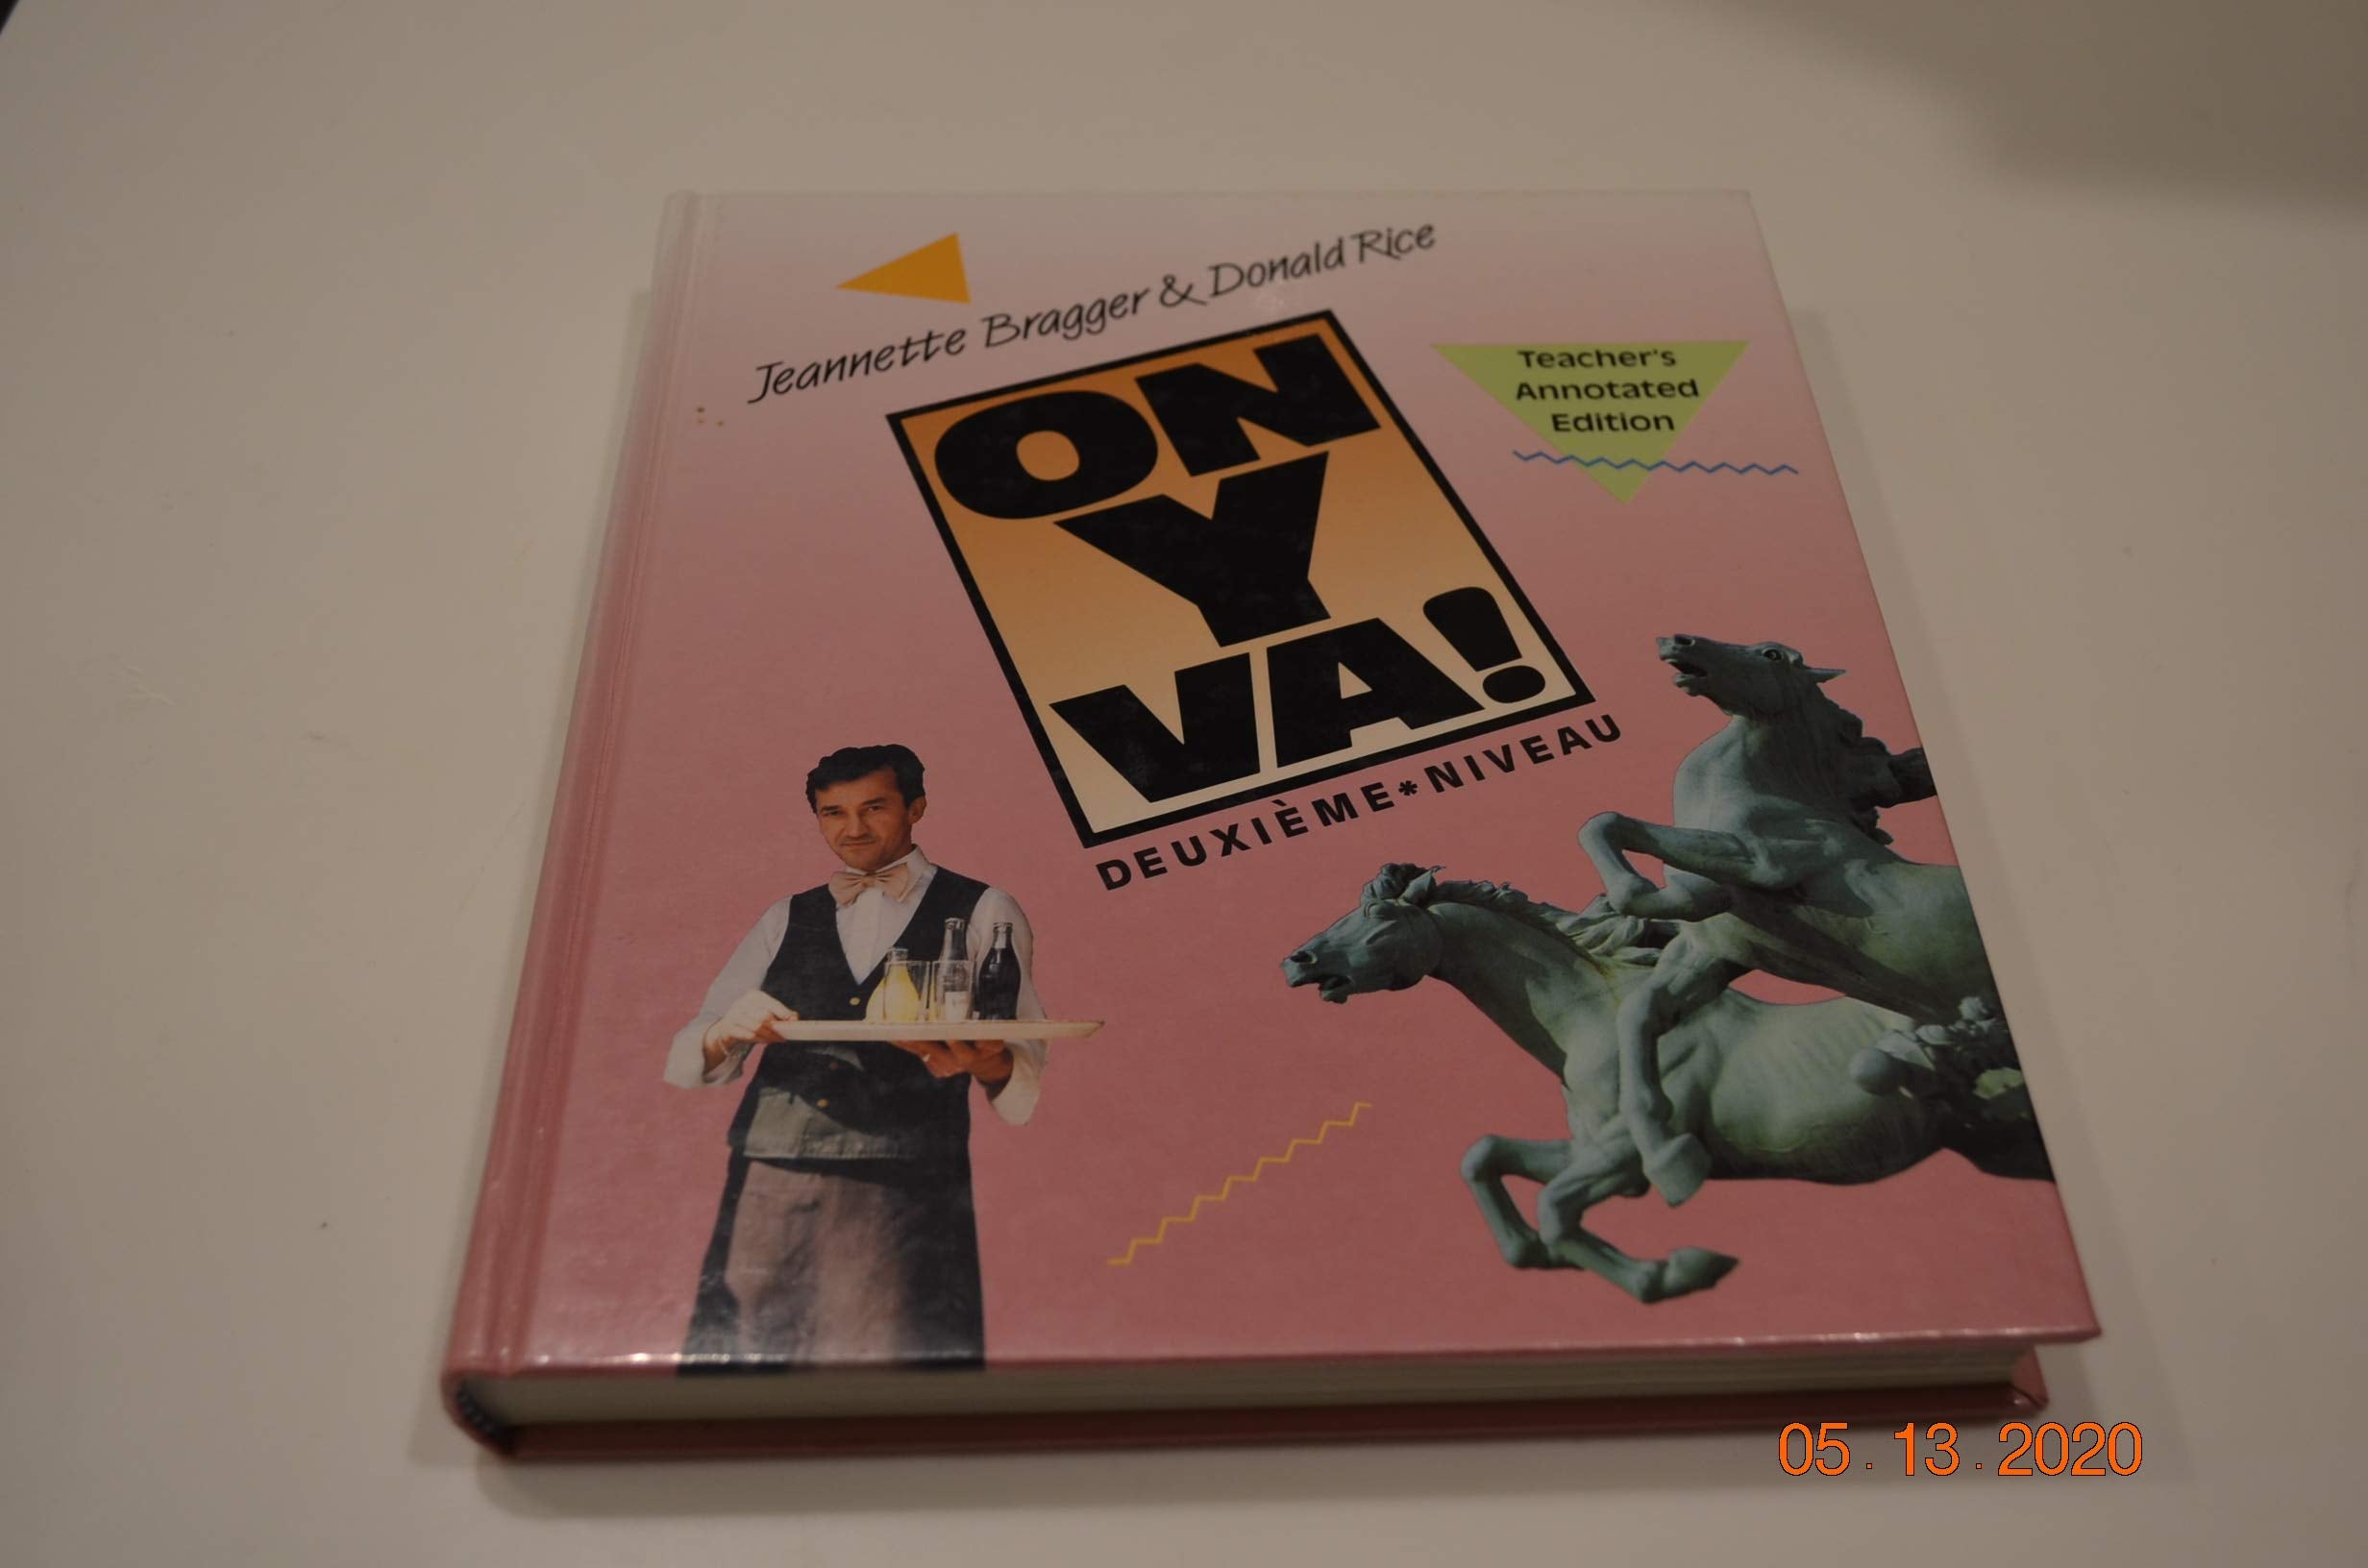 Jeannette Bragger & Donald Rice
Teacher's
Annotated
Edition
ON
Y
VA!
DEUXIÈME*NIVEAU
05.13.2020